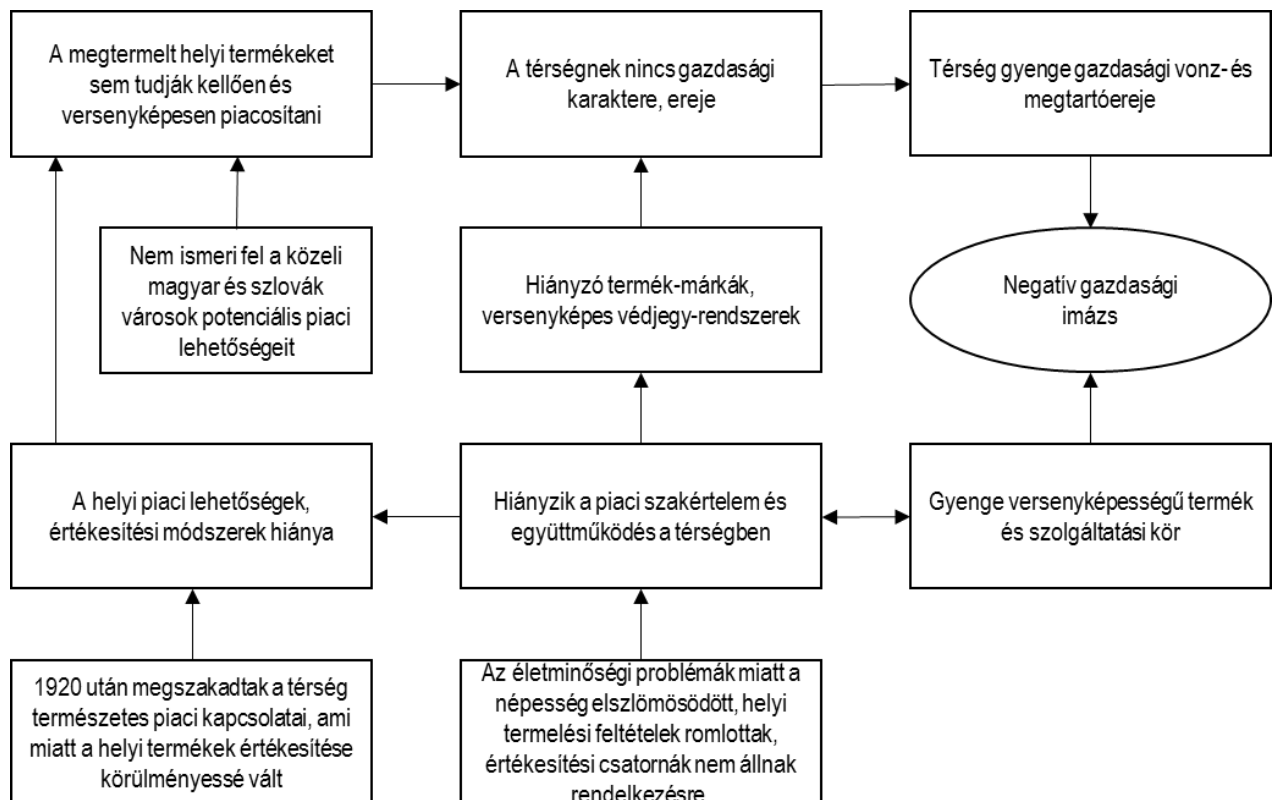 A megtermelt helyi termékeket
sem tudják kellően és
versenyképesen piacosítani
A térségnek nincs gazdasági
karaktere, ereje
Térség gyenge gazdasági vonz- és
megtartóereje
Nem ismeri fel a közeli
magyar és szlovák
városok potenciális piaci
lehetőségeit
Hiányzó termék-márkák,
versenyképes védjegy-rendszerek
Negatív gazdasági
imázs
A helyi piaci lehetőségek,
értékesítési módszerek hiánya
Hiányzik a piaci szakértelem és
együttműködés a térségben
Gyenge versenyképességű termék
és szolgáltatási kör
1920 után megszakadtak a térség
természetes piaci kapcsolatai, ami
miatt a helyi termékek értékesítése
körülményessé vált
Az életminőségi problémák miatt a
népesség elszlömösödött, helyi
termelési feltételek romlottak,
értékesítési csatornák nem állnak
rendelkezésre